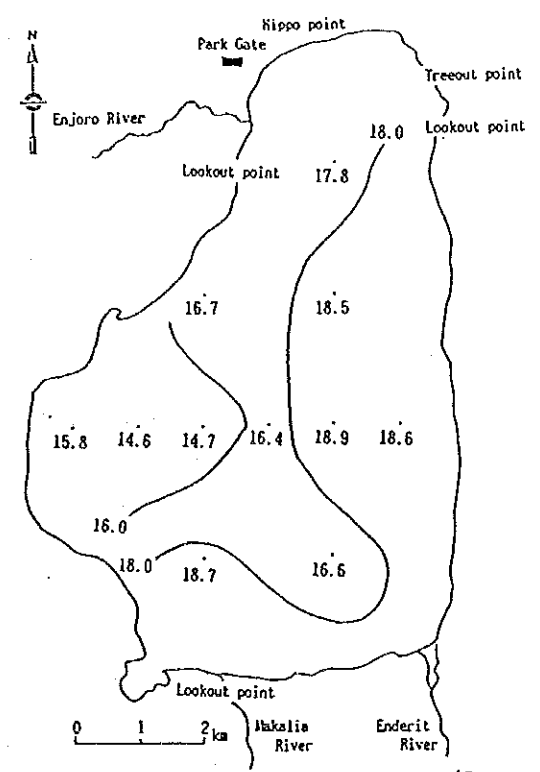 Hippo point
N
Park Gate
Treeout point
Enjoro River
18.0
Lookout point
Lookout point
17.8
16.7
18.5
15.8
14.6
14.7
16.4
18.9
18.6
16.0
18.0
18.7
16.6
Lookout point
0
1
2
km
Makalia
River
Enderit
River